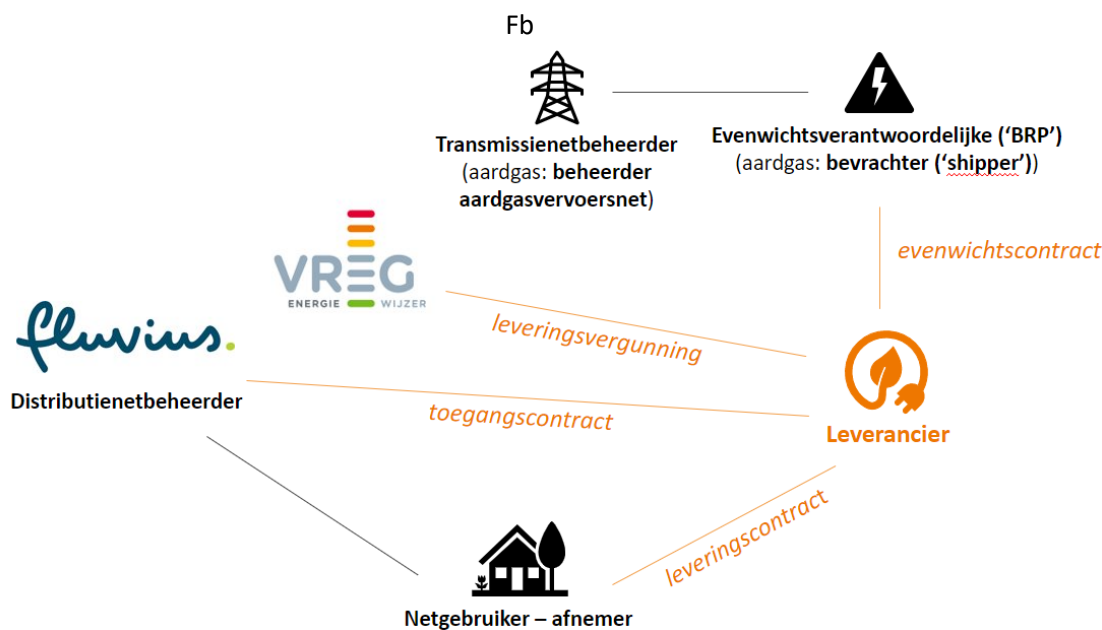 Fb
Transmissienetbeheerder
(aardgas: beheerder
aardgasvervoersnet)
Evenwichtsverantwoordelijke (‘BRP’)
(aardgas: bevrachter (‘shipper’))
evenwichtscontract
VREG
ENERGIE WIJZER
leveringsvergunning
fluvius.
Distributienetbeheerder
toegangscontract
Leverancier
leveringscontract
Netgebruiker – afnemer